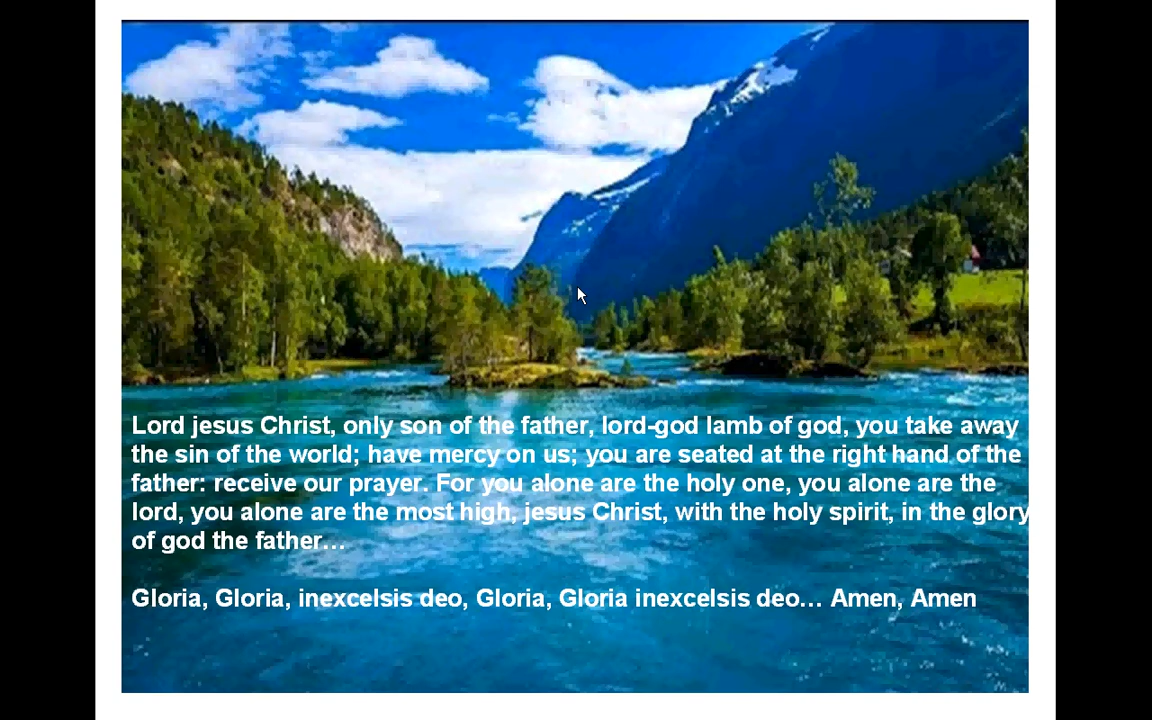 Lord jesus Christ, only son of the father, lord-god lamb of god, you take away
the sin of the world; have mercy on us; you are seated at the right hand of the
father: receive our prayer. For you alone are the holy one, you alone are the
lord, you alone are the most high, jesus Christ, with the holy spirit, in the glory
of god the father…
Gloria, Gloria, inexcelsis deo, Gloria, Gloria inexcelsis deo… Amen, Amen